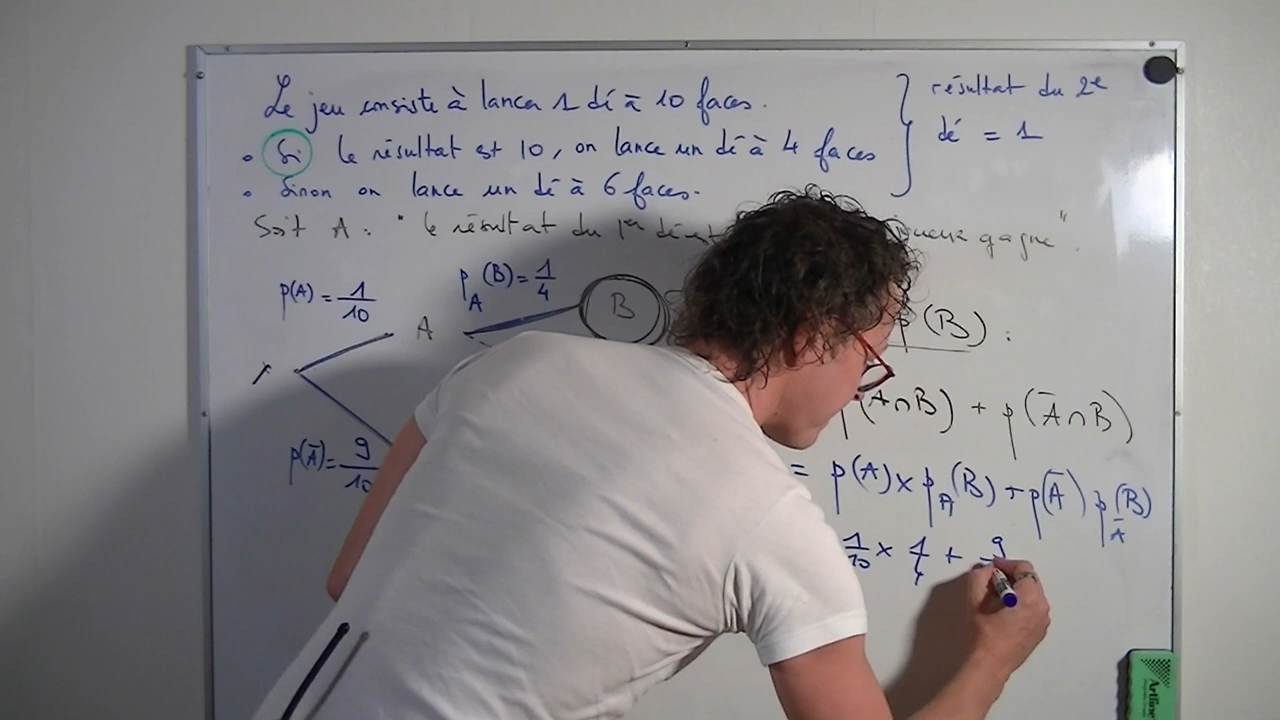 Le jeu consiste à lancer 1 dé à 10 faces.
• Si le résultat est 10, on lance un dé à 4 faces
• Sinon on lance un dé à 6 faces.
résultat du 2e
dé = 1
Soit A : " le résultat du 1er dé est
joueur gagne".
p(A) = 1/10
p_A(B) = 1/4
A
B
p(B) :
p(Ā) = 9/10
p(A∩B) + p(Ā∩B)
= p(A) × p_A(B) + p(Ā) p_Ā(B)
1/10 × 1/4 + 9
Artline